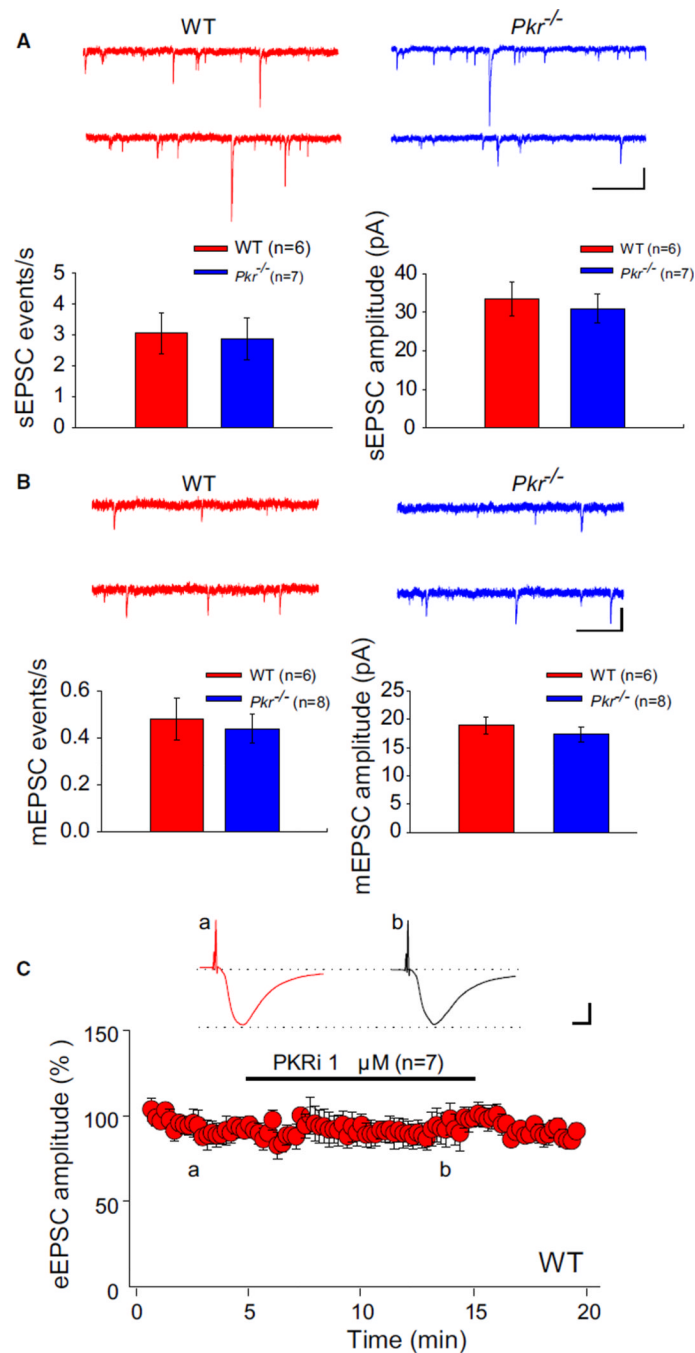 A
WT
Pkr-/-
WT (n=6)
Pkr-/- (n=7)
sEPSC events/s
5
4
3
2
1
0
WT (n=6)
Pkr-/- (n=7)
sEPSC amplitude (pA)
40
30
20
10
0
B
WT
Pkr-/-
WT (n=6)
Pkr-/- (n=8)
mEPSC events/s
0.6
0.4
0.2
0.0
WT (n=6)
Pkr-/- (n=8)
mEPSC amplitude (pA)
25
20
15
10
5
0
C
a
b
PKRi 1 µM (n=7)
eEPSC amplitude (%)
150
100
50
0
a
b
WT
0 5 10 15 20
Time (min)